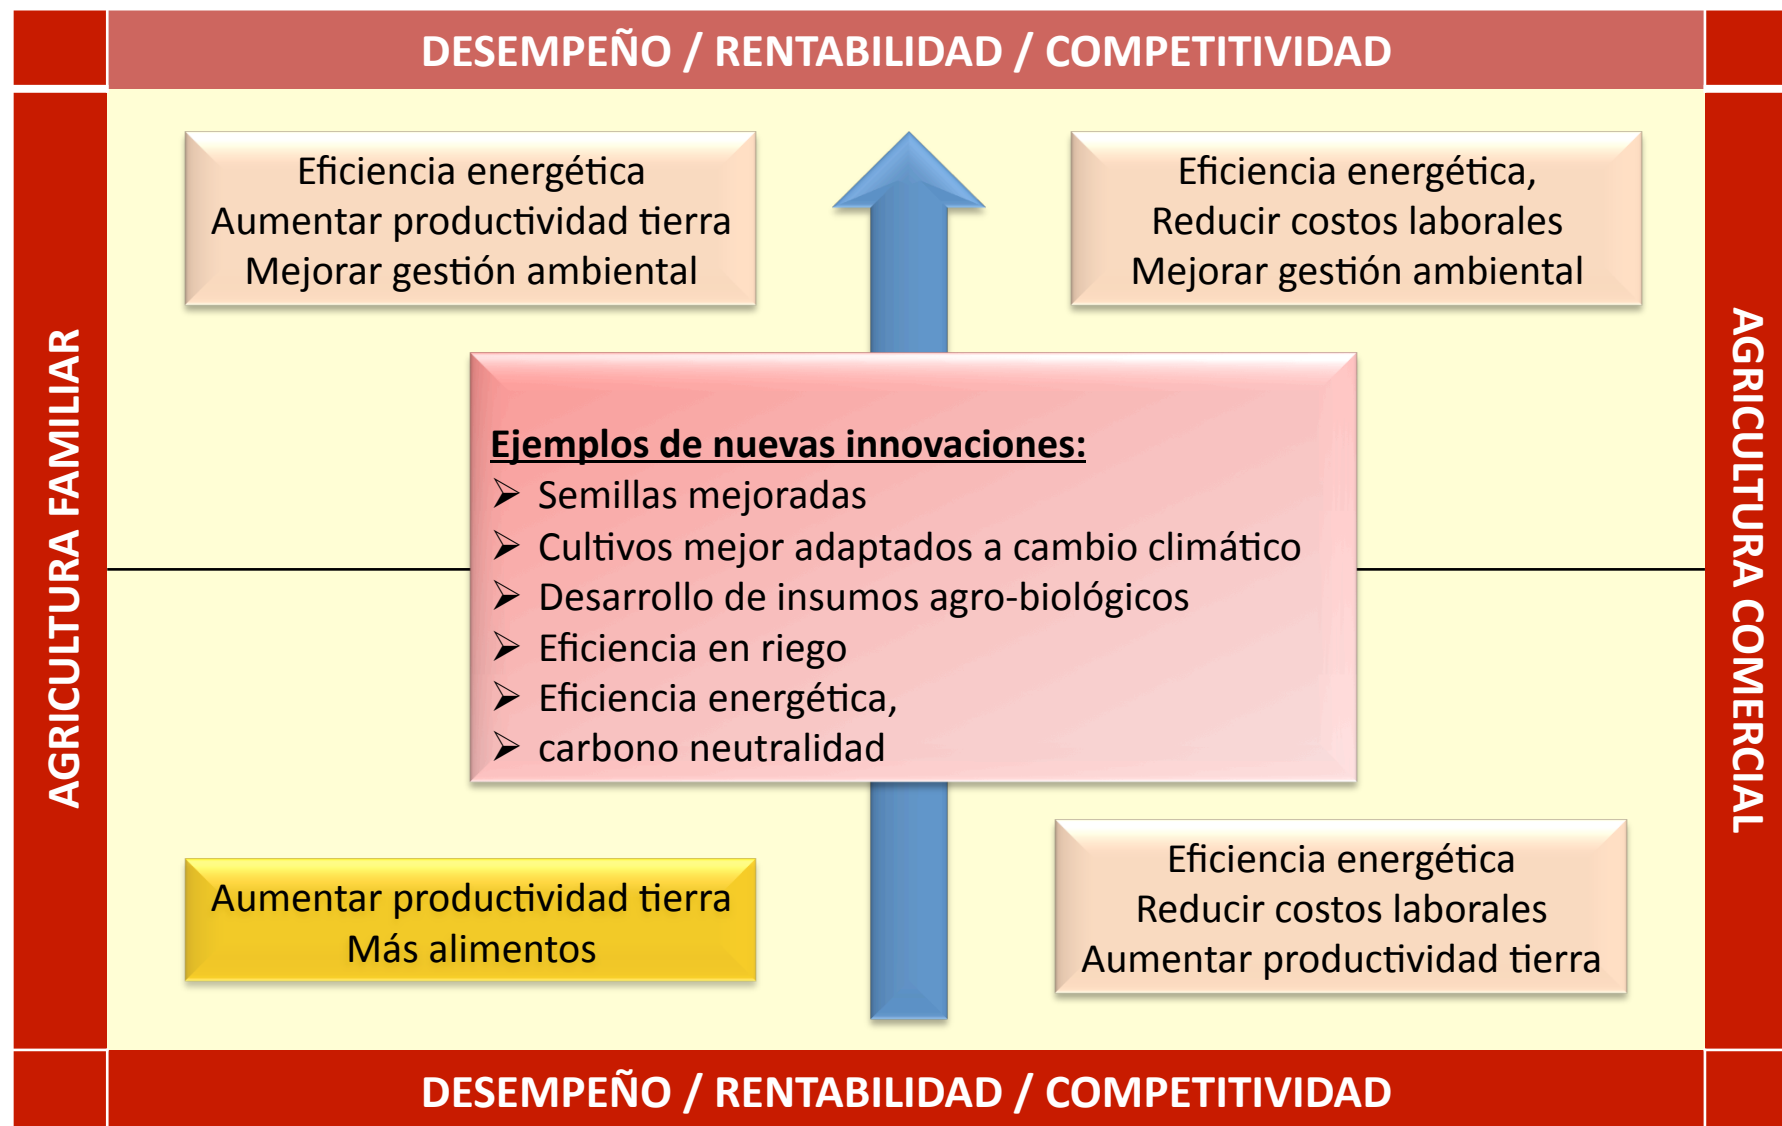 DESEMPEÑO / RENTABILIDAD / COMPETITIVIDAD
AGRICULTURA FAMILIAR
Eficiencia energética
Aumentar productividad tierra
Mejorar gestión ambiental
Eficiencia energética,
Reducir costos laborales
Mejorar gestión ambiental
Ejemplos de nuevas innovaciones:
➢ Semillas mejoradas
➢ Cultivos mejor adaptados a cambio climático
➢ Desarrollo de insumos agro-biológicos
➢ Eficiencia en riego
➢ Eficiencia energética,
➢ carbono neutralidad
Aumentar productividad tierra
Más alimentos
Eficiencia energética
Reducir costos laborales
Aumentar productividad tierra
AGRICULTURA COMERCIAL
DESEMPEÑO / RENTABILIDAD / COMPETITIVIDAD